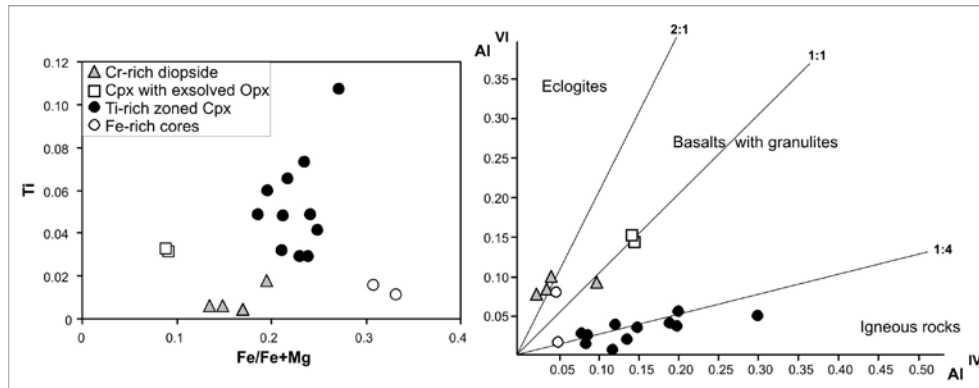 0.12
0.10
0.08
0.06
0.04
0.02
0
Ti
Cr-rich diopside
Cpx with exsolved Opx
Ti-rich zoned Cpx
Fe-rich cores
0
0.1
0.2
0.3
0.4
Fe/Fe+Mg
VI
Al
0.35
0.30
0.25
0.20
0.15
0.10
0.05
2:1
1:1
1:4
Eclogites
Basalts with granulites
Igneous rocks
0.05 0.10 0.15 0.20 0.25 0.30 0.35 0.40 0.50
IV
Al